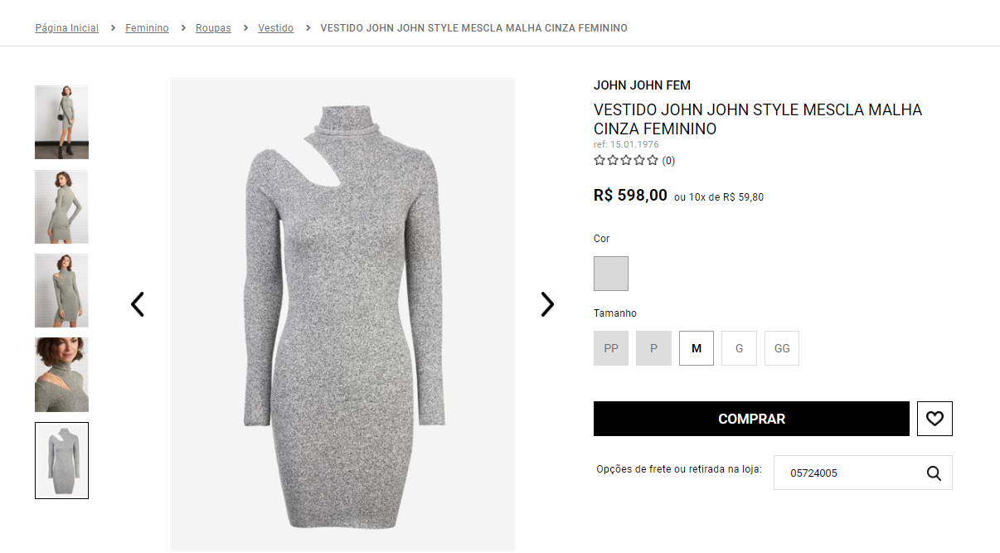 Página Inicial > Feminino > Roupas > Vestido > VESTIDO JOHN JOHN STYLE MESCLA MALHA CINZA FEMININO
JOHN JOHN FEM
VESTIDO JOHN JOHN STYLE MESCLA MALHA
CINZA FEMININO
ref: 15.01.1976
(0)
R$ 598,00 ou 10x de R$ 59,80
Cor
Tamanho
PP P M G GG
COMPRAR
Opções de frete ou retirada na loja: 05724005